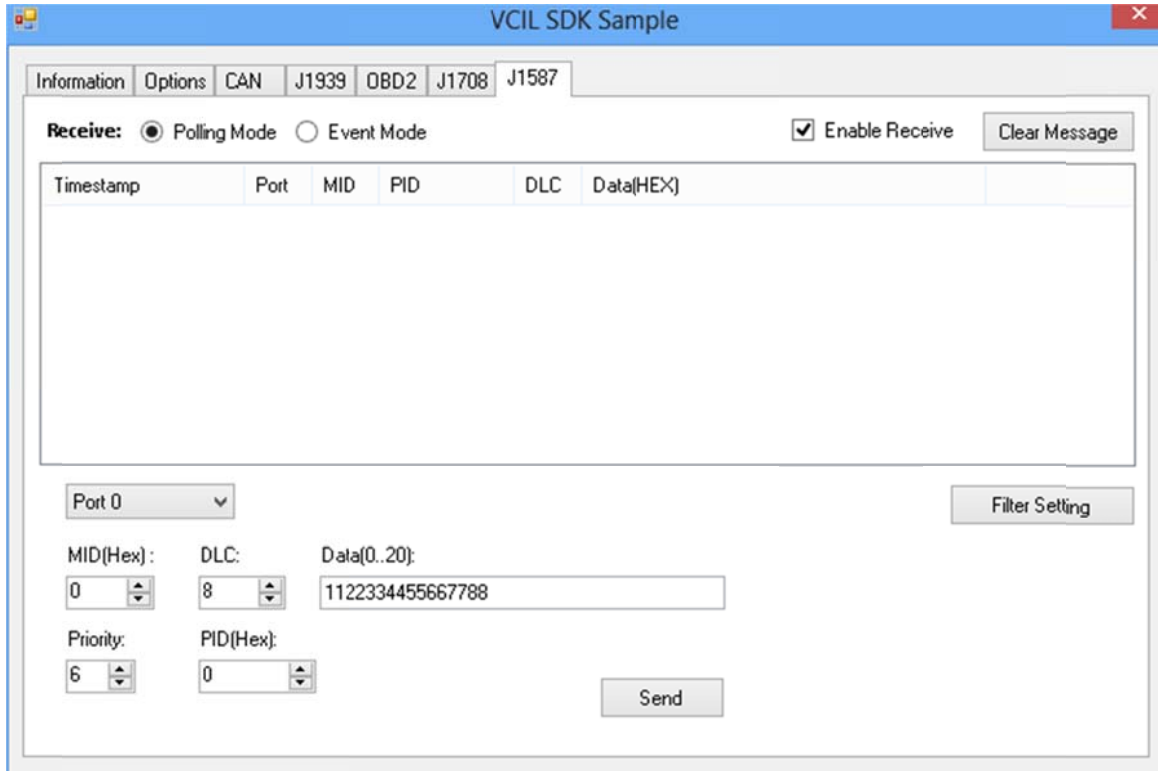 VCIL SDK Sample
Information Options CAN J1939 OBD2 J1708 J1587
Receive: Polling Mode Event Mode Enable Receive Clear Message
Timestamp Port MID PID DLC Data(HEX)
Port 0 Filter Setting
MID(Hex) : DLC: Data(0..20):
0 8 1122334455667788
Priority: PID(Hex):
6 0
Send